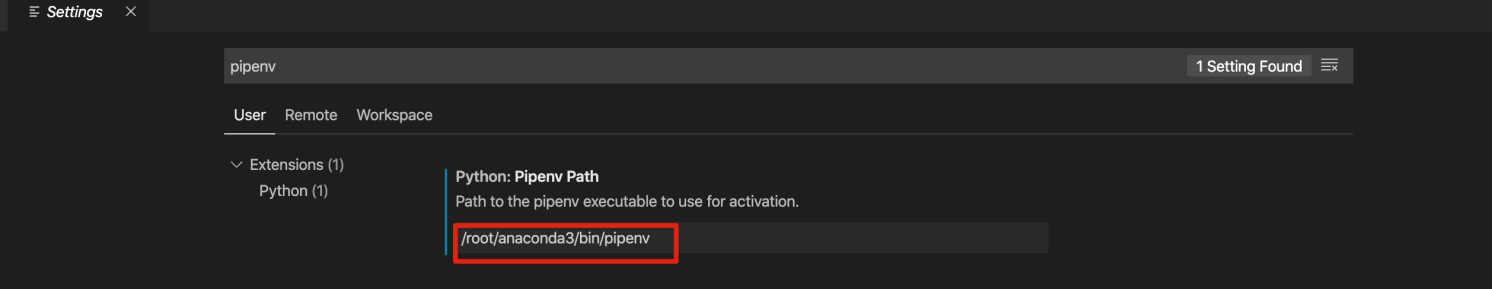 Settings
pipenv
1 Setting Found
User Remote Workspace
Extensions (1)
Python (1)
Python: Pipenv Path
Path to the pipenv executable to use for activation.
/root/anaconda3/bin/pipenv